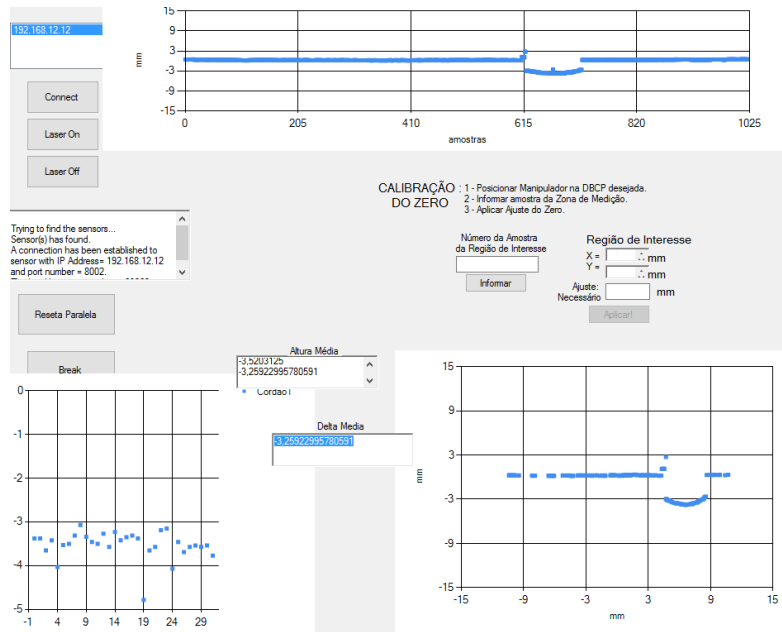 192.168.12.12
Connect
Laser On
Laser Off
15
9
3
-3
-9
-15
mm
0 205 410 615 820 1025
amostras
CALIBRAÇÃO : 1 - Posicionar Manipulador na DBCP desejada.
DO ZERO 2 - Informar amostra da Zona de Medição.
3 - Aplicar Ajuste do Zero.
Trying to find the sensors...
Sensor(s) has found.
A connection has been established to
sensor with IP Address= 192.168.12.12
and port number = 8002.
Número da Amostra
da Região de Interesse
Informar
Região de Interesse
X = mm
Y = mm
Ajuste:
Necessário mm
Aplicar!
Reseta Paralela
Break
Altura Média
-3,5203125
-3,25922995780591
Cordao1
Delta Media
-3,25922995780591
0
-1
-2
-3
-4
-5
-1 4 9 14 19 24 29
15
9
3
-3
-9
-15
mm
-15 -9 -3 3 9 15
mm